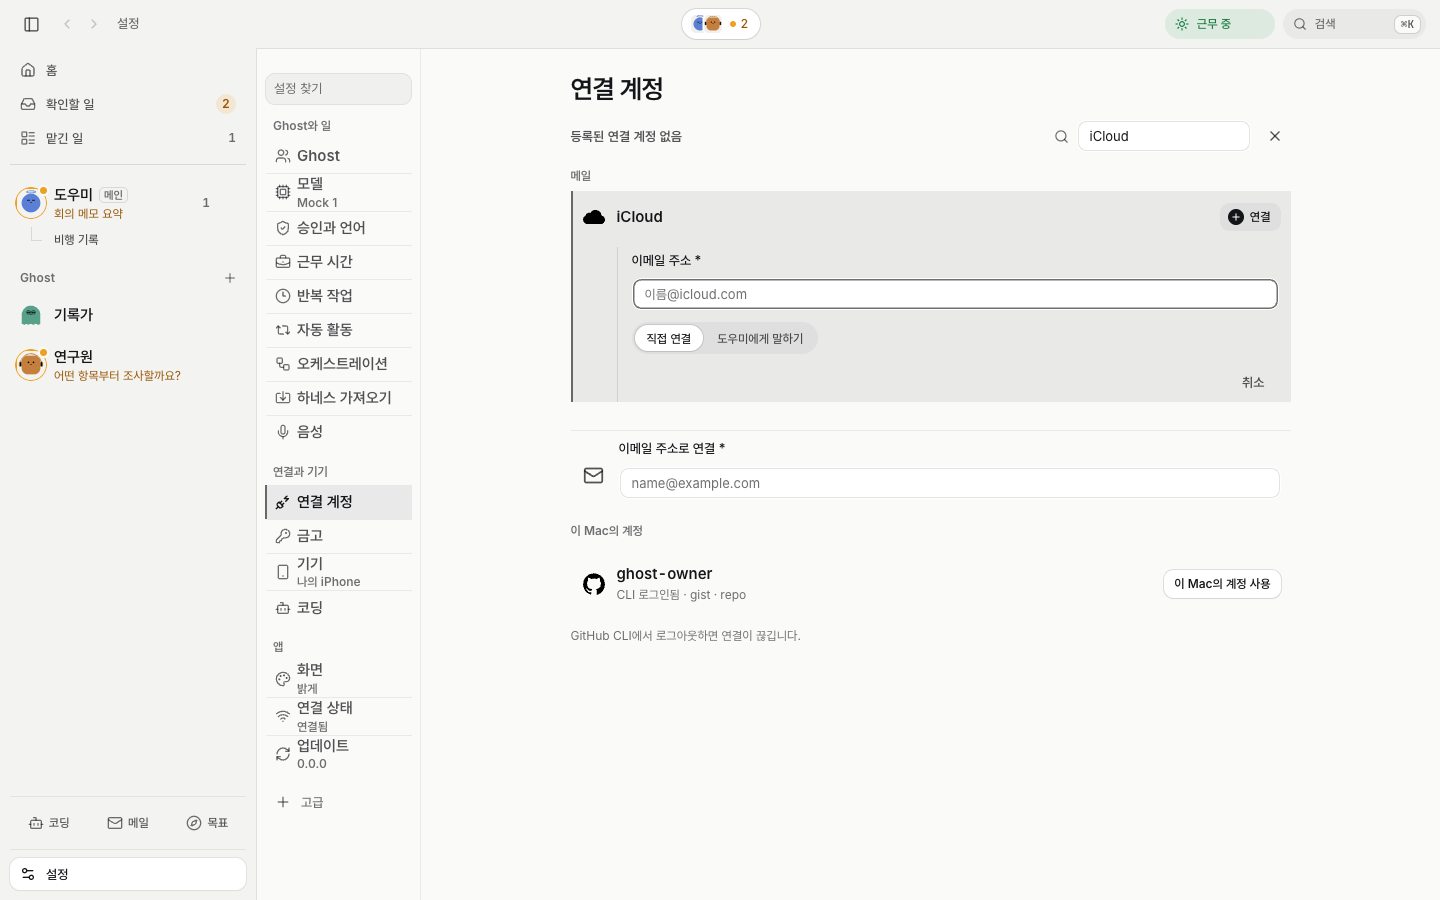 설정
2
근무 중
검색
⌘K
홈
확인할 일
2
맡긴 일
1
도우미
메인
회의 메모 요약
1
비행 기록
Ghost
기록가
연구원
어떤 항목부터 조사할까요?
코딩
메일
목표
설정
설정 찾기
Ghost와 일
Ghost
모델
Mock 1
승인과 언어
근무 시간
반복 작업
자동 활동
오케스트레이션
하네스 가져오기
음성
연결과 기기
연결 계정
금고
기기
나의 iPhone
코딩
앱
화면
밝게
연결 상태
연결됨
업데이트
0.0.0
고급
연결 계정
등록된 연결 계정 없음
iCloud
메일
iCloud
연결
이메일 주소 *
이름@icloud.com
직접 연결
도우미에게 말하기
취소
이메일 주소로 연결 *
name@example.com
이 Mac의 계정
ghost-owner
CLI 로그인됨 · gist · repo
이 Mac의 계정 사용
GitHub CLI에서 로그아웃하면 연결이 끊깁니다.